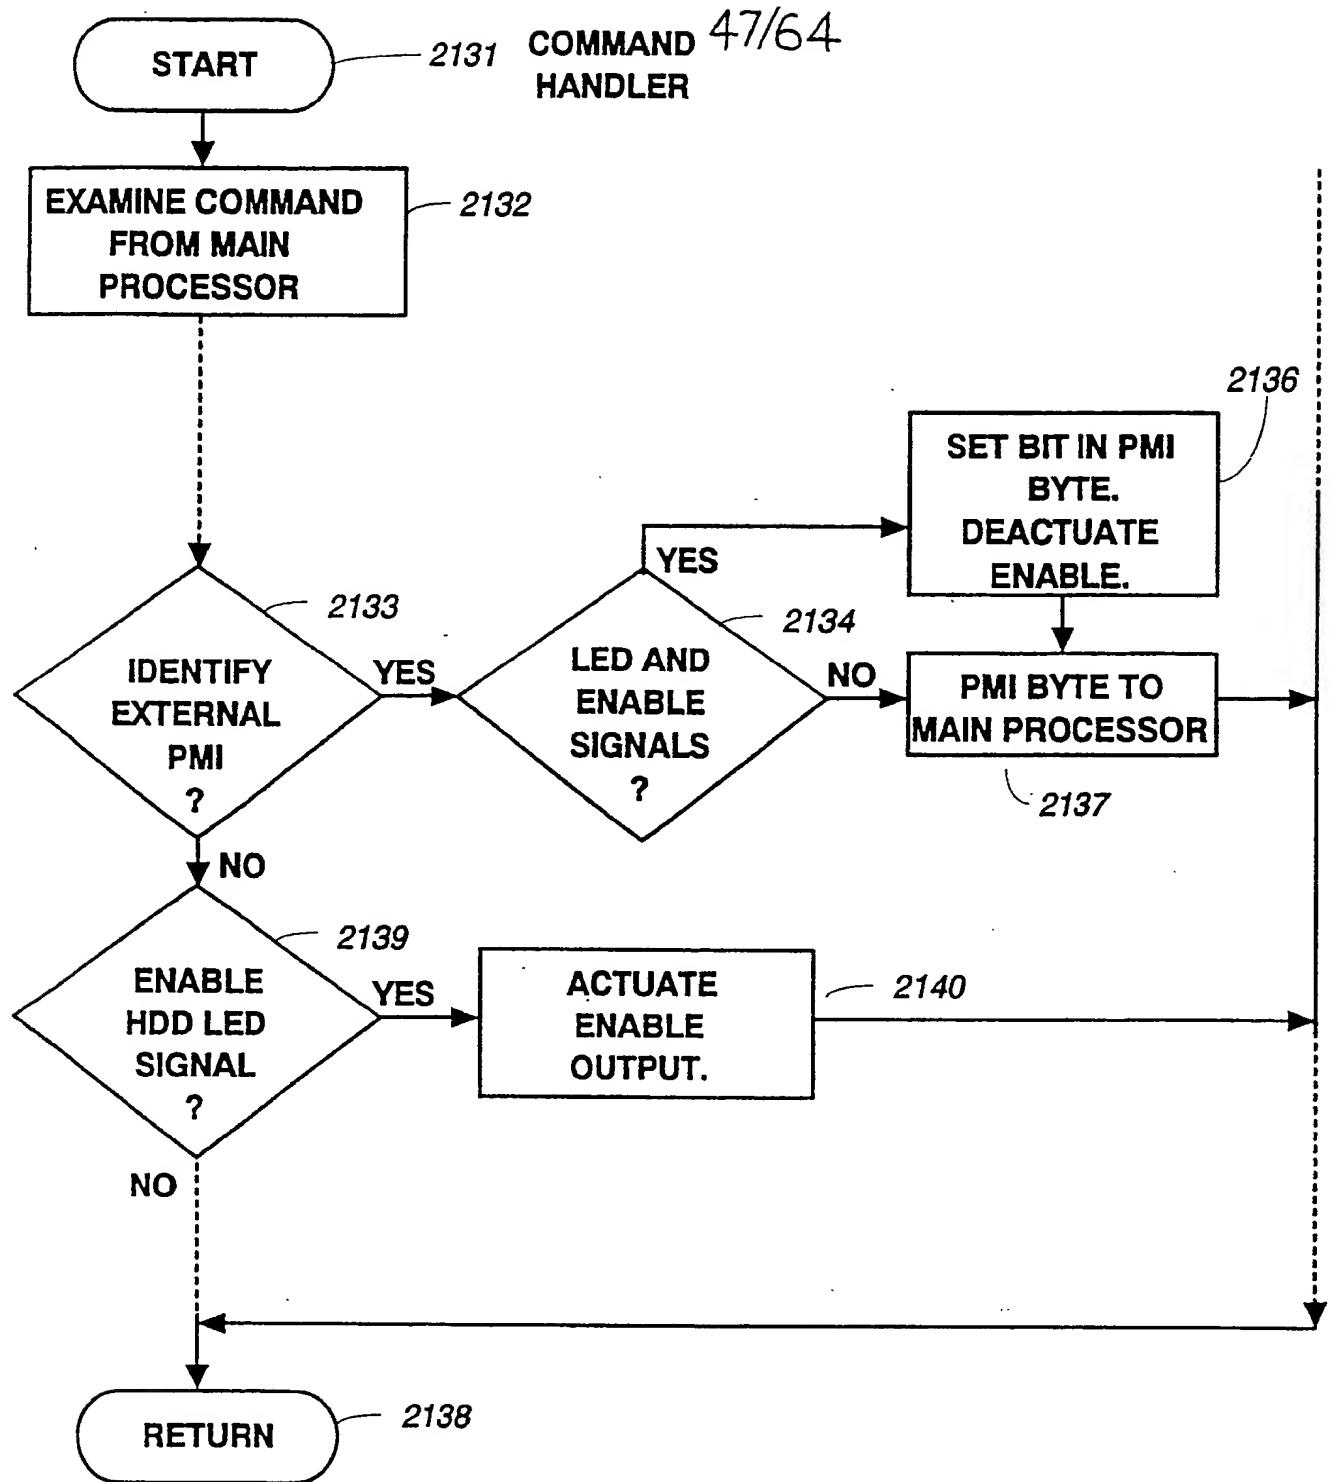 START
2131
COMMAND
HANDLER
47/64
EXAMINE COMMAND
FROM MAIN
PROCESSOR
2132
2136
SET BIT IN PMI
BYTE.
DEACTUATE
ENABLE.
2133
IDENTIFY
EXTERNAL
PMI
?
YES
YES
2134
LED AND
ENABLE
SIGNALS
?
NO
PMI BYTE TO
MAIN PROCESSOR
2137
NO
2139
ENABLE
HDD LED
SIGNAL
?
YES
ACTUATE
ENABLE
OUTPUT.
2140
NO
RETURN
2138